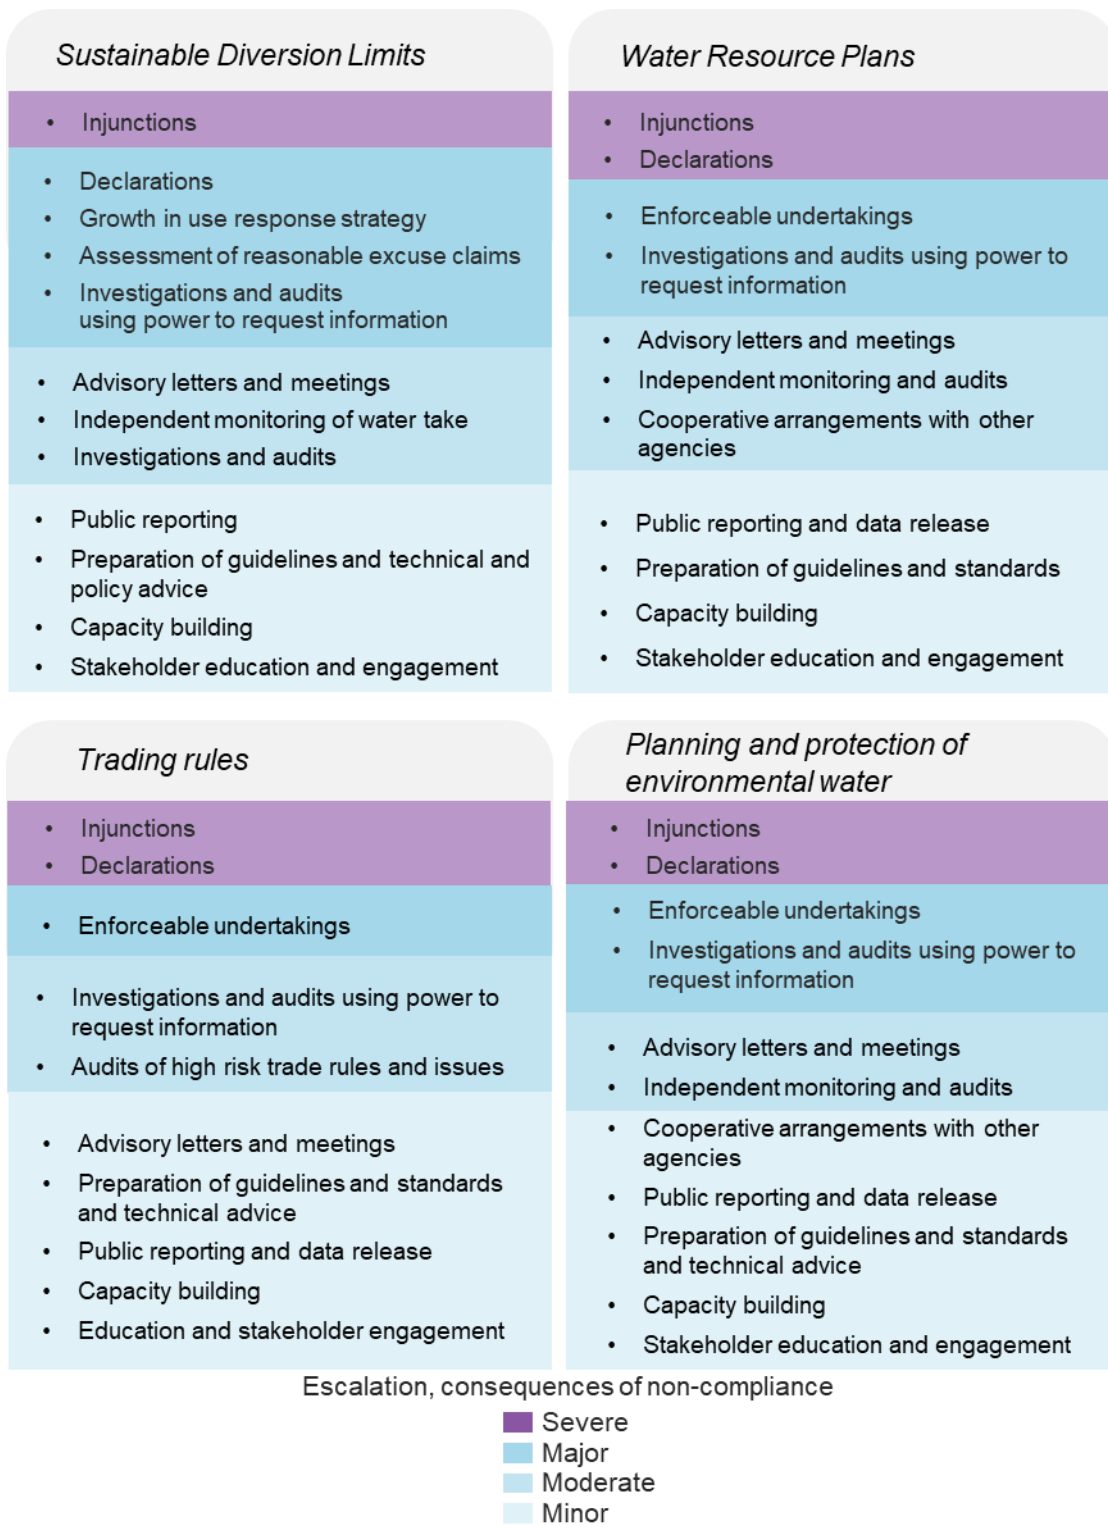 Sustainable Diversion Limits
• Injunctions
• Declarations
• Growth in use response strategy
• Assessment of reasonable excuse claims
• Investigations and audits
using power to request information
• Advisory letters and meetings
• Independent monitoring of water take
• Investigations and audits
• Public reporting
• Preparation of guidelines and technical and
policy advice
• Capacity building
• Stakeholder education and engagement
Water Resource Plans
• Injunctions
• Declarations
• Enforceable undertakings
• Investigations and audits using power to
request information
• Advisory letters and meetings
• Independent monitoring and audits
• Cooperative arrangements with other
agencies
• Public reporting and data release
• Preparation of guidelines and standards
• Capacity building
• Stakeholder education and engagement
Trading rules
• Injunctions
• Declarations
• Enforceable undertakings
• Investigations and audits using power to
request information
• Audits of high risk trade rules and issues
• Advisory letters and meetings
• Preparation of guidelines and standards
and technical advice
• Public reporting and data release
• Capacity building
• Education and stakeholder engagement
Planning and protection of
environmental water
• Injunctions
• Declarations
• Enforceable undertakings
• Investigations and audits using power to
request information
• Advisory letters and meetings
• Independent monitoring and audits
• Cooperative arrangements with other
agencies
• Public reporting and data release
• Preparation of guidelines and standards
and technical advice
• Capacity building
• Stakeholder education and engagement
Escalation, consequences of non-compliance
Severe
Major
Moderate
Minor